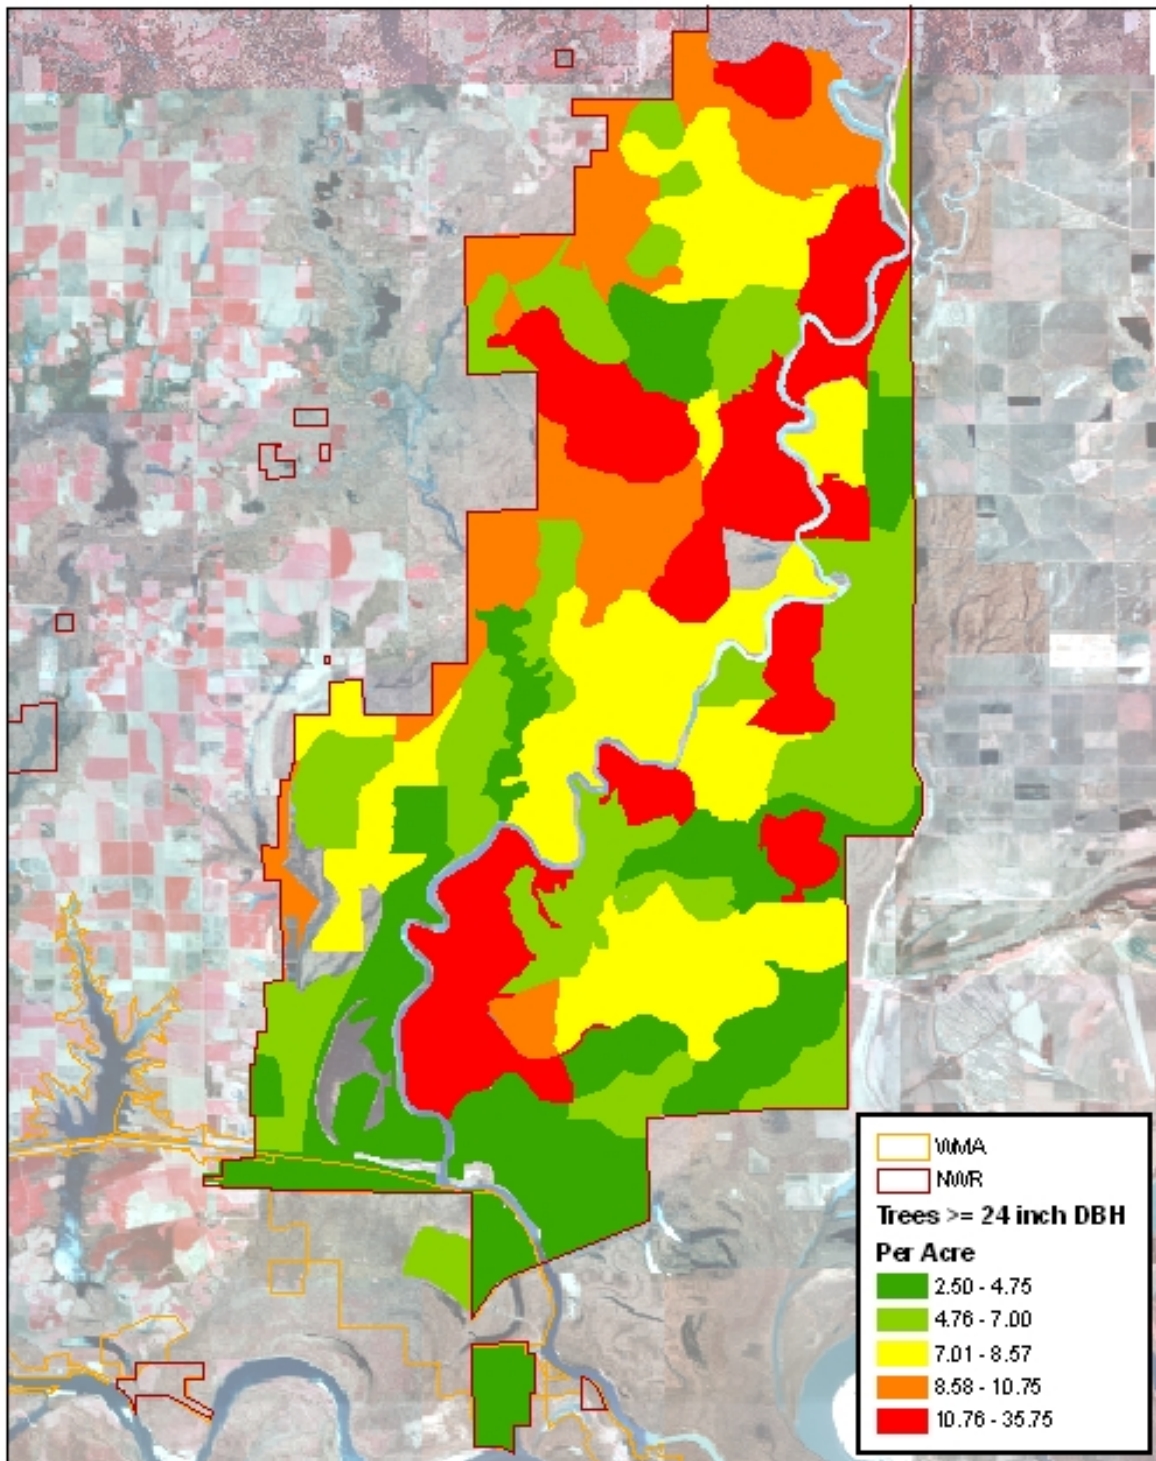 WMA
NWR
Trees >= 24 inch DBH
Per Acre
2.50 - 4.75
4.76 - 7.00
7.01 - 8.57
8.58 - 10.75
10.76 - 35.75